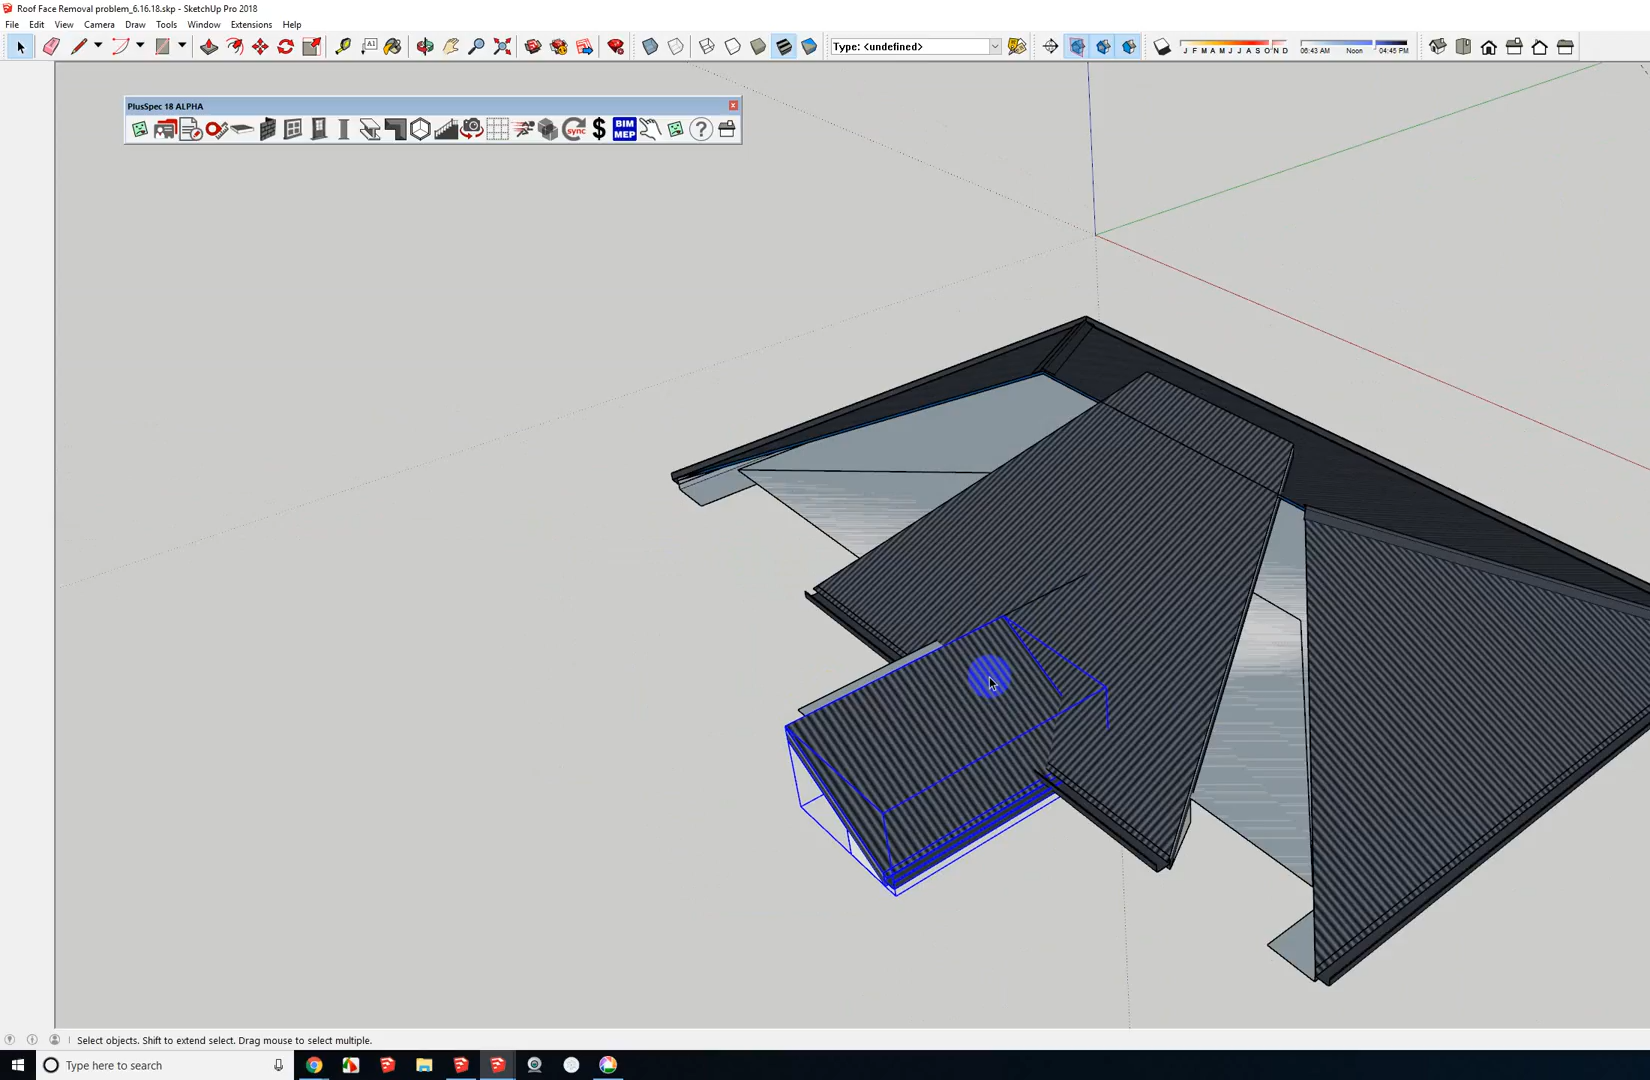 Roof Face Removal problem_6.16.18.skp - SketchUp Pro 2018
File Edit View Camera Draw Tools Window Extensions Help
A1
Type: <undefined>
J F M A M J J A S O N D
06:43 AM Noon 04:45 PM
PlusSpec 18 ALPHA
sync $ BIM MEP ?
Select objects. Shift to extend select. Drag mouse to select multiple.
Type here to search